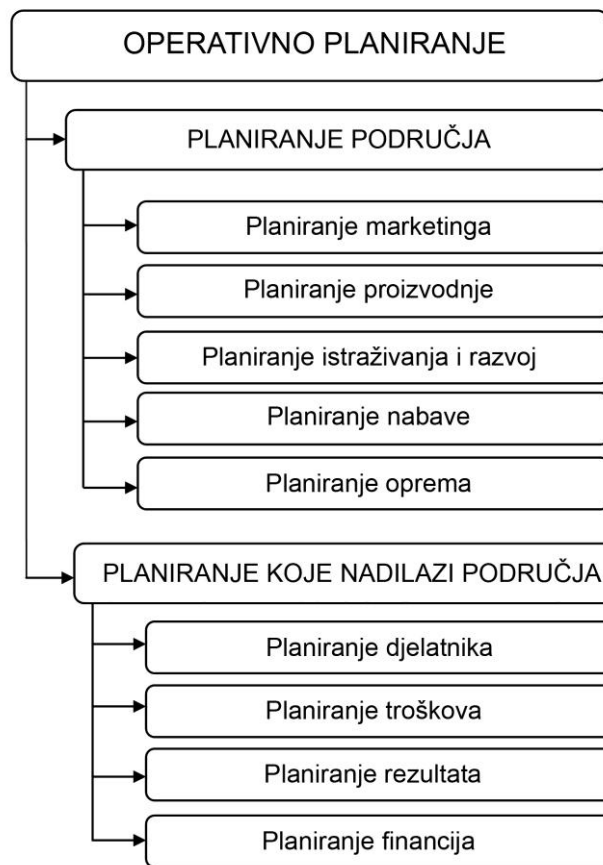 OPERATIVNO PLANIRANJE
PLANIRANJE PODRUČJA
Planiranje marketinga
Planiranje proizvodnje
Planiranje istraživanja i razvoj
Planiranje nabave
Planiranje oprema
PLANIRANJE KOJE NADILAZI PODRUČJA
Planiranje djelatnika
Planiranje troškova
Planiranje rezultata
Planiranje financija